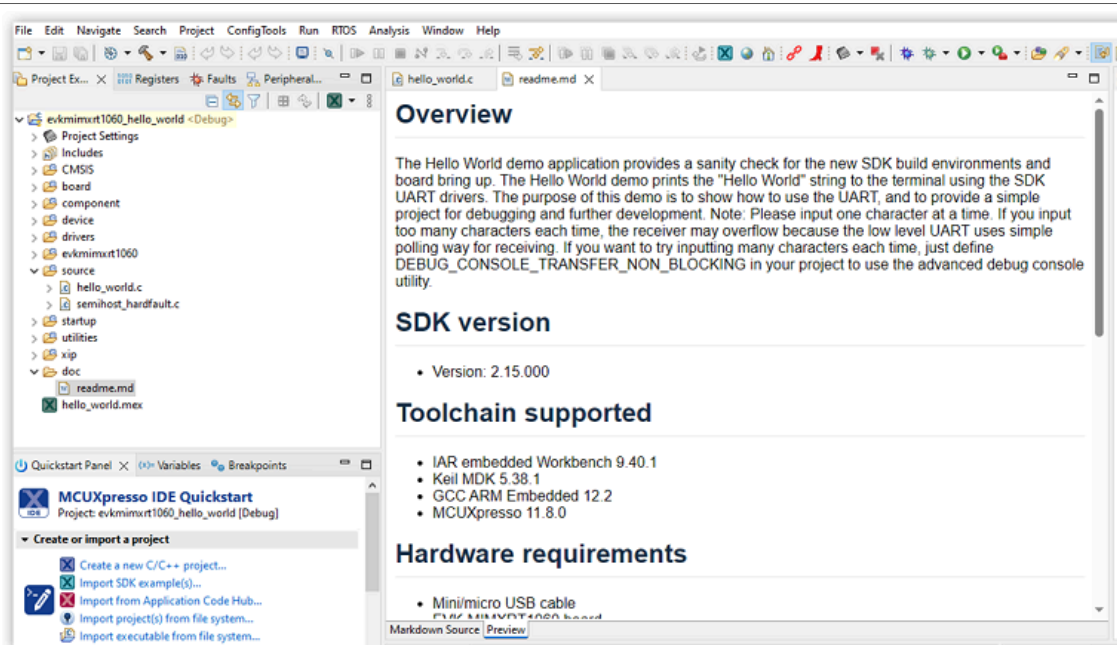 File Edit Navigate Search Project ConfigTools Run RTOS Analysis Window Help
Project Ex... Registers Faults Peripheral...
evkmimxrt1060_hello_world <Debug>
Project Settings
Includes
CMSIS
board
component
device
drivers
evkmimxrt1060
source
hello_world.c
semihost_hardfault.c
startup
utilities
xip
doc
readme.md
hello_world.mex
Quickstart Panel (x)= Variables Breakpoints
IDE
MCUXpresso IDE Quickstart
Project: evkmimxrt1060_hello_world [Debug]
Create or import a project
Create a new C/C++ project...
Import SDK example(s)...
Import from Application Code Hub...
Import project(s) from file system...
Import executable from file system...
hello_world.c readme.md
Overview
The Hello World demo application provides a sanity check for the new SDK build environments and
board bring up. The Hello World demo prints the "Hello World" string to the terminal using the SDK
UART drivers. The purpose of this demo is to show how to use the UART, and to provide a simple
project for debugging and further development. Note: Please input one character at a time. If you input
too many characters each time, the receiver may overflow because the low level UART uses simple
polling way for receiving. If you want to try inputting many characters each time, just define
DEBUG_CONSOLE_TRANSFER_NON_BLOCKING in your project to use the advanced debug console
utility.
SDK version
• Version: 2.15.000
Toolchain supported
• IAR embedded Workbench 9.40.1
• Keil MDK 5.38.1
• GCC ARM Embedded 12.2
• MCUXpresso 11.8.0
Hardware requirements
• Mini/micro USB cable
• EVK-MIMXRT1060 board
Markdown Source Preview